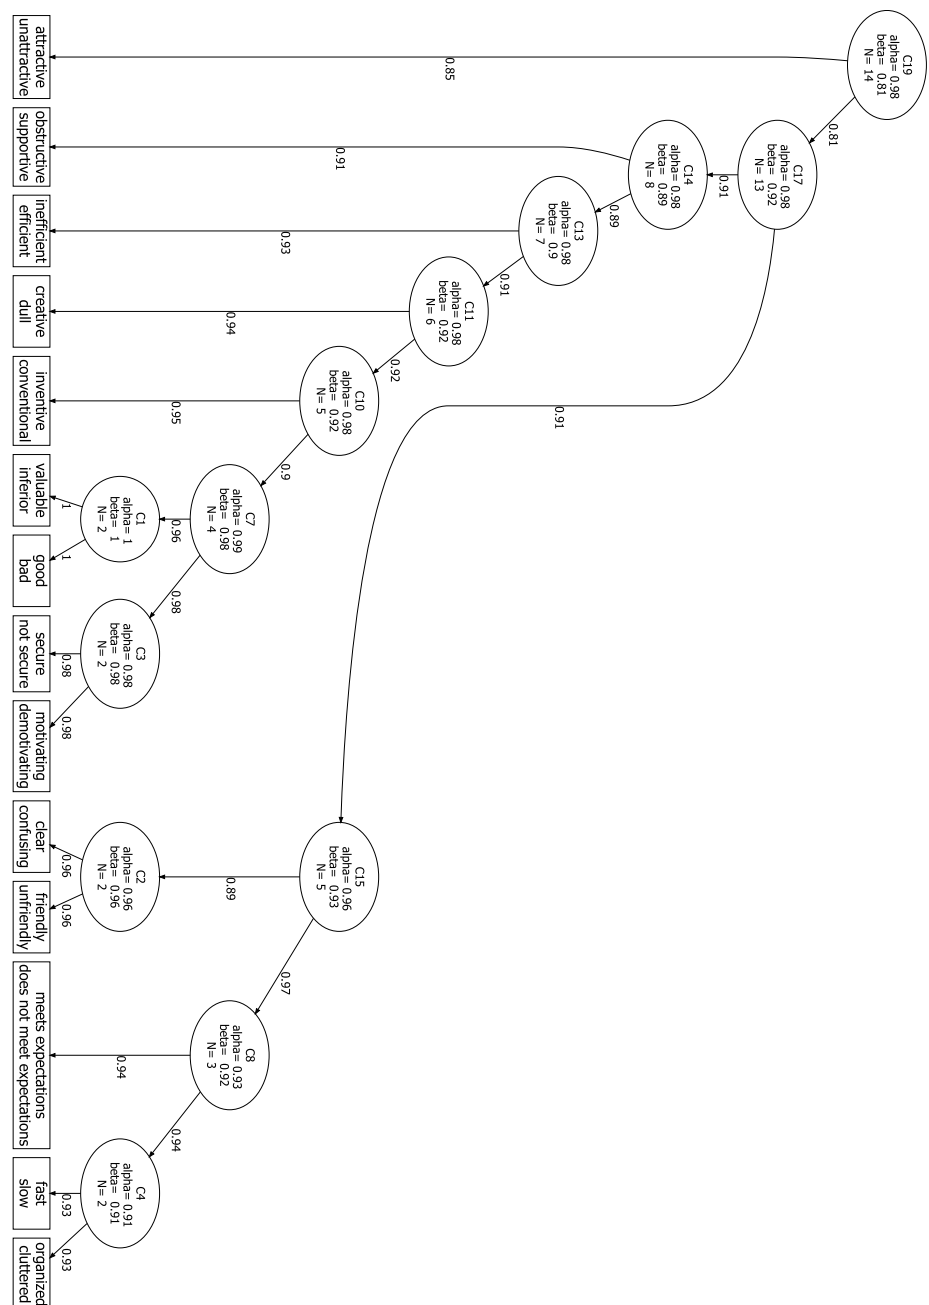 C19
alpha= 0.98
beta= 0.81
N= 14
0.85
0.81
C17
alpha= 0.98
beta= 0.92
N= 13
0.91
0.91
C14
alpha= 0.98
beta= 0.89
N= 8
0.91
0.89
C13
alpha= 0.98
beta= 0.9
N= 7
0.93
0.91
C11
alpha= 0.98
beta= 0.92
N= 6
0.94
0.92
C10
alpha= 0.98
beta= 0.92
N= 5
0.95
0.9
C7
alpha= 0.99
beta= 0.98
N= 4
0.96
0.98
C1
alpha= 1
beta= 1
N= 2
1
1
C3
alpha= 0.98
beta= 0.98
N= 2
0.98
0.98
C15
alpha= 0.96
beta= 0.93
N= 5
0.89
0.97
C2
alpha= 0.96
beta= 0.96
N= 2
0.96
0.96
C8
alpha= 0.93
beta= 0.92
N= 3
0.94
0.94
C4
alpha= 0.91
beta= 0.91
N= 2
0.93
0.93
attractive
unattractive
obstructive
supportive
inefficient
efficient
creative
dull
inventive
conventional
valuable
inferior
good
bad
secure
not secure
motivating
demotivating
clear
confusing
friendly
unfriendly
meets expectations
does not meet expectations
fast
slow
organized
cluttered